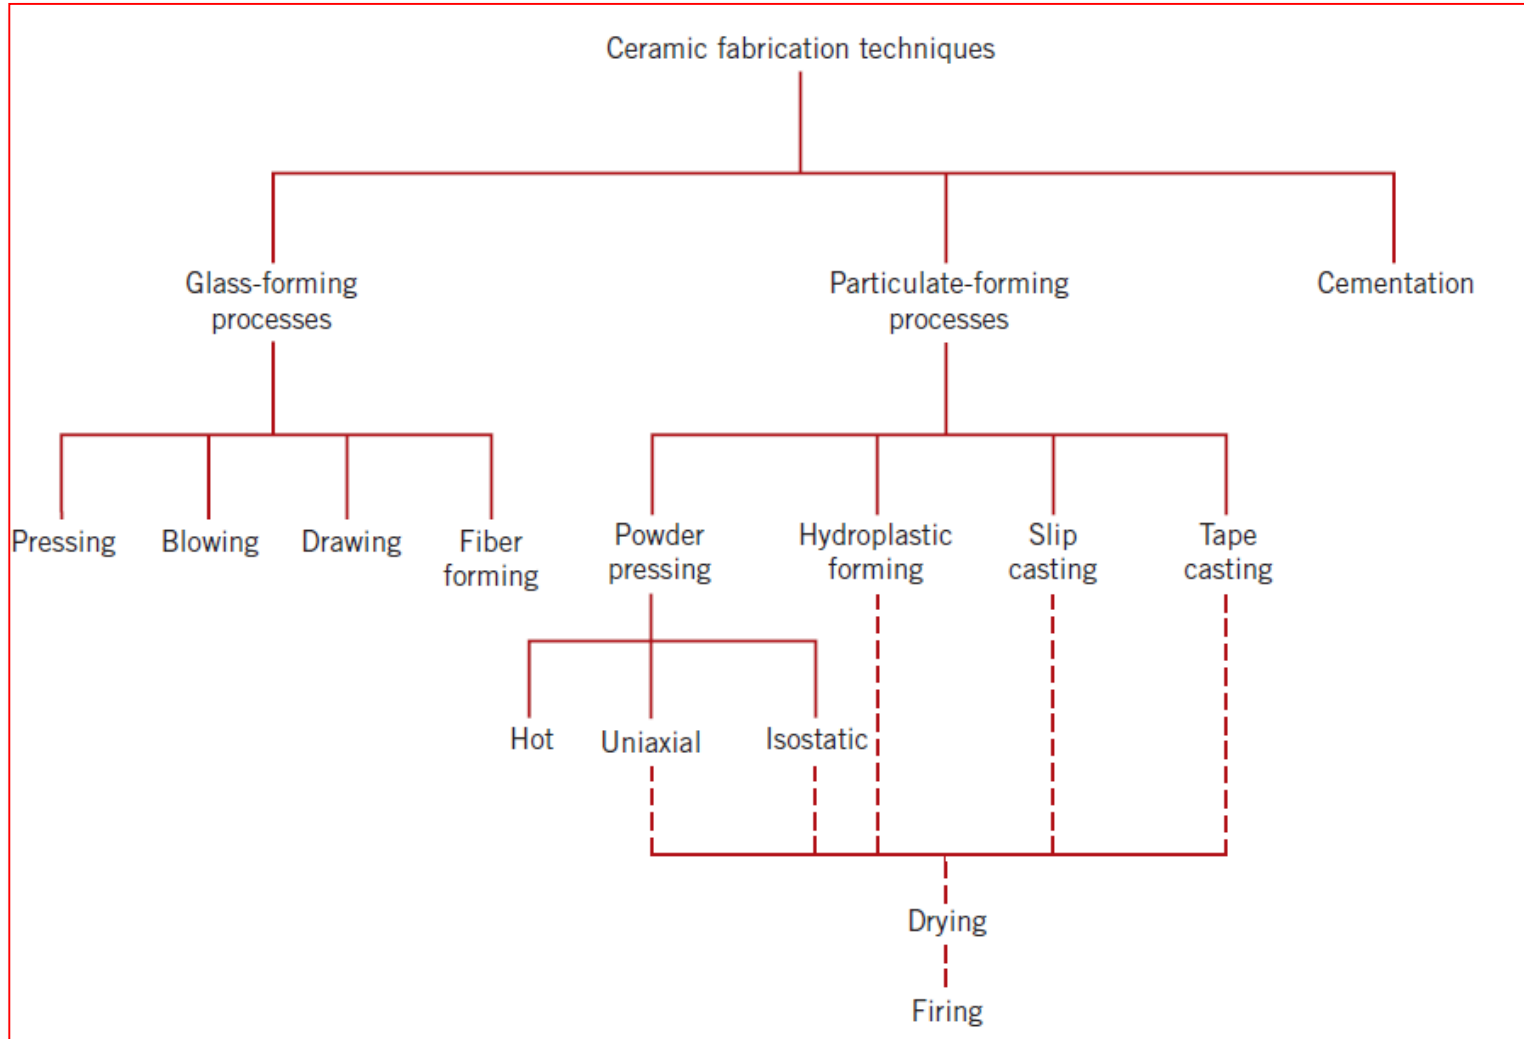 Ceramic fabrication techniques
Glass-forming
processes
Particulate-forming
processes
Cementation
Pressing
Blowing
Drawing
Fiber
forming
Powder
pressing
Hydroplastic
forming
Slip
casting
Tape
casting
Hot
Uniaxial
Isostatic
Drying
Firing